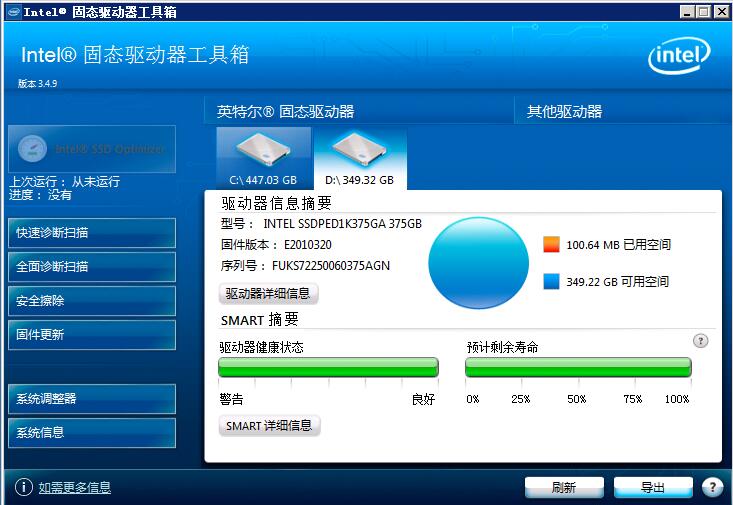 Intel® 固态驱动器工具箱
Intel® 固态驱动器工具箱
intel
版本 3.4.9
英特尔® 固态驱动器
其他驱动器
Intel® SSD Optimizer
上次运行： 从未运行
进度： 没有
C:\ 447.03 GB
D:\ 349.32 GB
快速诊断扫描
全面诊断扫描
安全擦除
固件更新
系统调整器
系统信息
驱动器信息摘要
型号： INTEL SSDPED1K375GA 375GB
固件版本： E2010320
序列号： FUKS72250060375AGN
驱动器详细信息
100.64 MB 已用空间
349.22 GB 可用空间
SMART 摘要
?
驱动器健康状态
预计剩余寿命
警告
良好
0% 25% 50% 75% 100%
SMART 详细信息
i 如需更多信息
刷新
导出
?